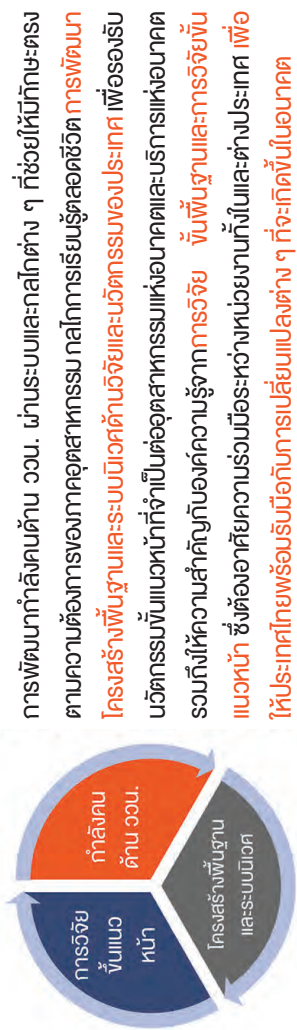 การพัฒนากำลังคนด้าน ววน. ผ่านระบบและกลไกต่าง ๆ ที่ช่วยให้มีทักษะตรง
ตามความต้องการของภาคอุตสาหกรรม กลไกการเรียนรู้ตลอดชีวิต การพัฒนา
โครงสร้างพื้นฐานและระบบนิเวศด้านวิจัยและนวัตกรรมของประเทศ เพื่อรองรับ
นวัตกรรมขั้นแนวหน้าที่จำเป็นต่ออุตสาหกรรมแห่งอนาคตและบริการแห่งอนาคต
รวมถึงให้ความสำคัญกับองค์ความรู้จากการวิจัย ขั้นพื้นฐานและการวิจัยขั้น
แนวหน้า ซึ่งต้องอาศัยความร่วมมือระหว่างหน่วยงานทั้งในและต่างประเทศ เพื่อ
ให้ประเทศไทยพร้อมรับมือกับการเปลี่ยนแปลงต่าง ๆ ที่จะเกิดขึ้นในอนาคต
การวิจัย
ขั้นแนว
หน้า
กำลังคน
ด้าน ววน.
โครงสร้างพื้นฐาน
และระบบนิเวศ